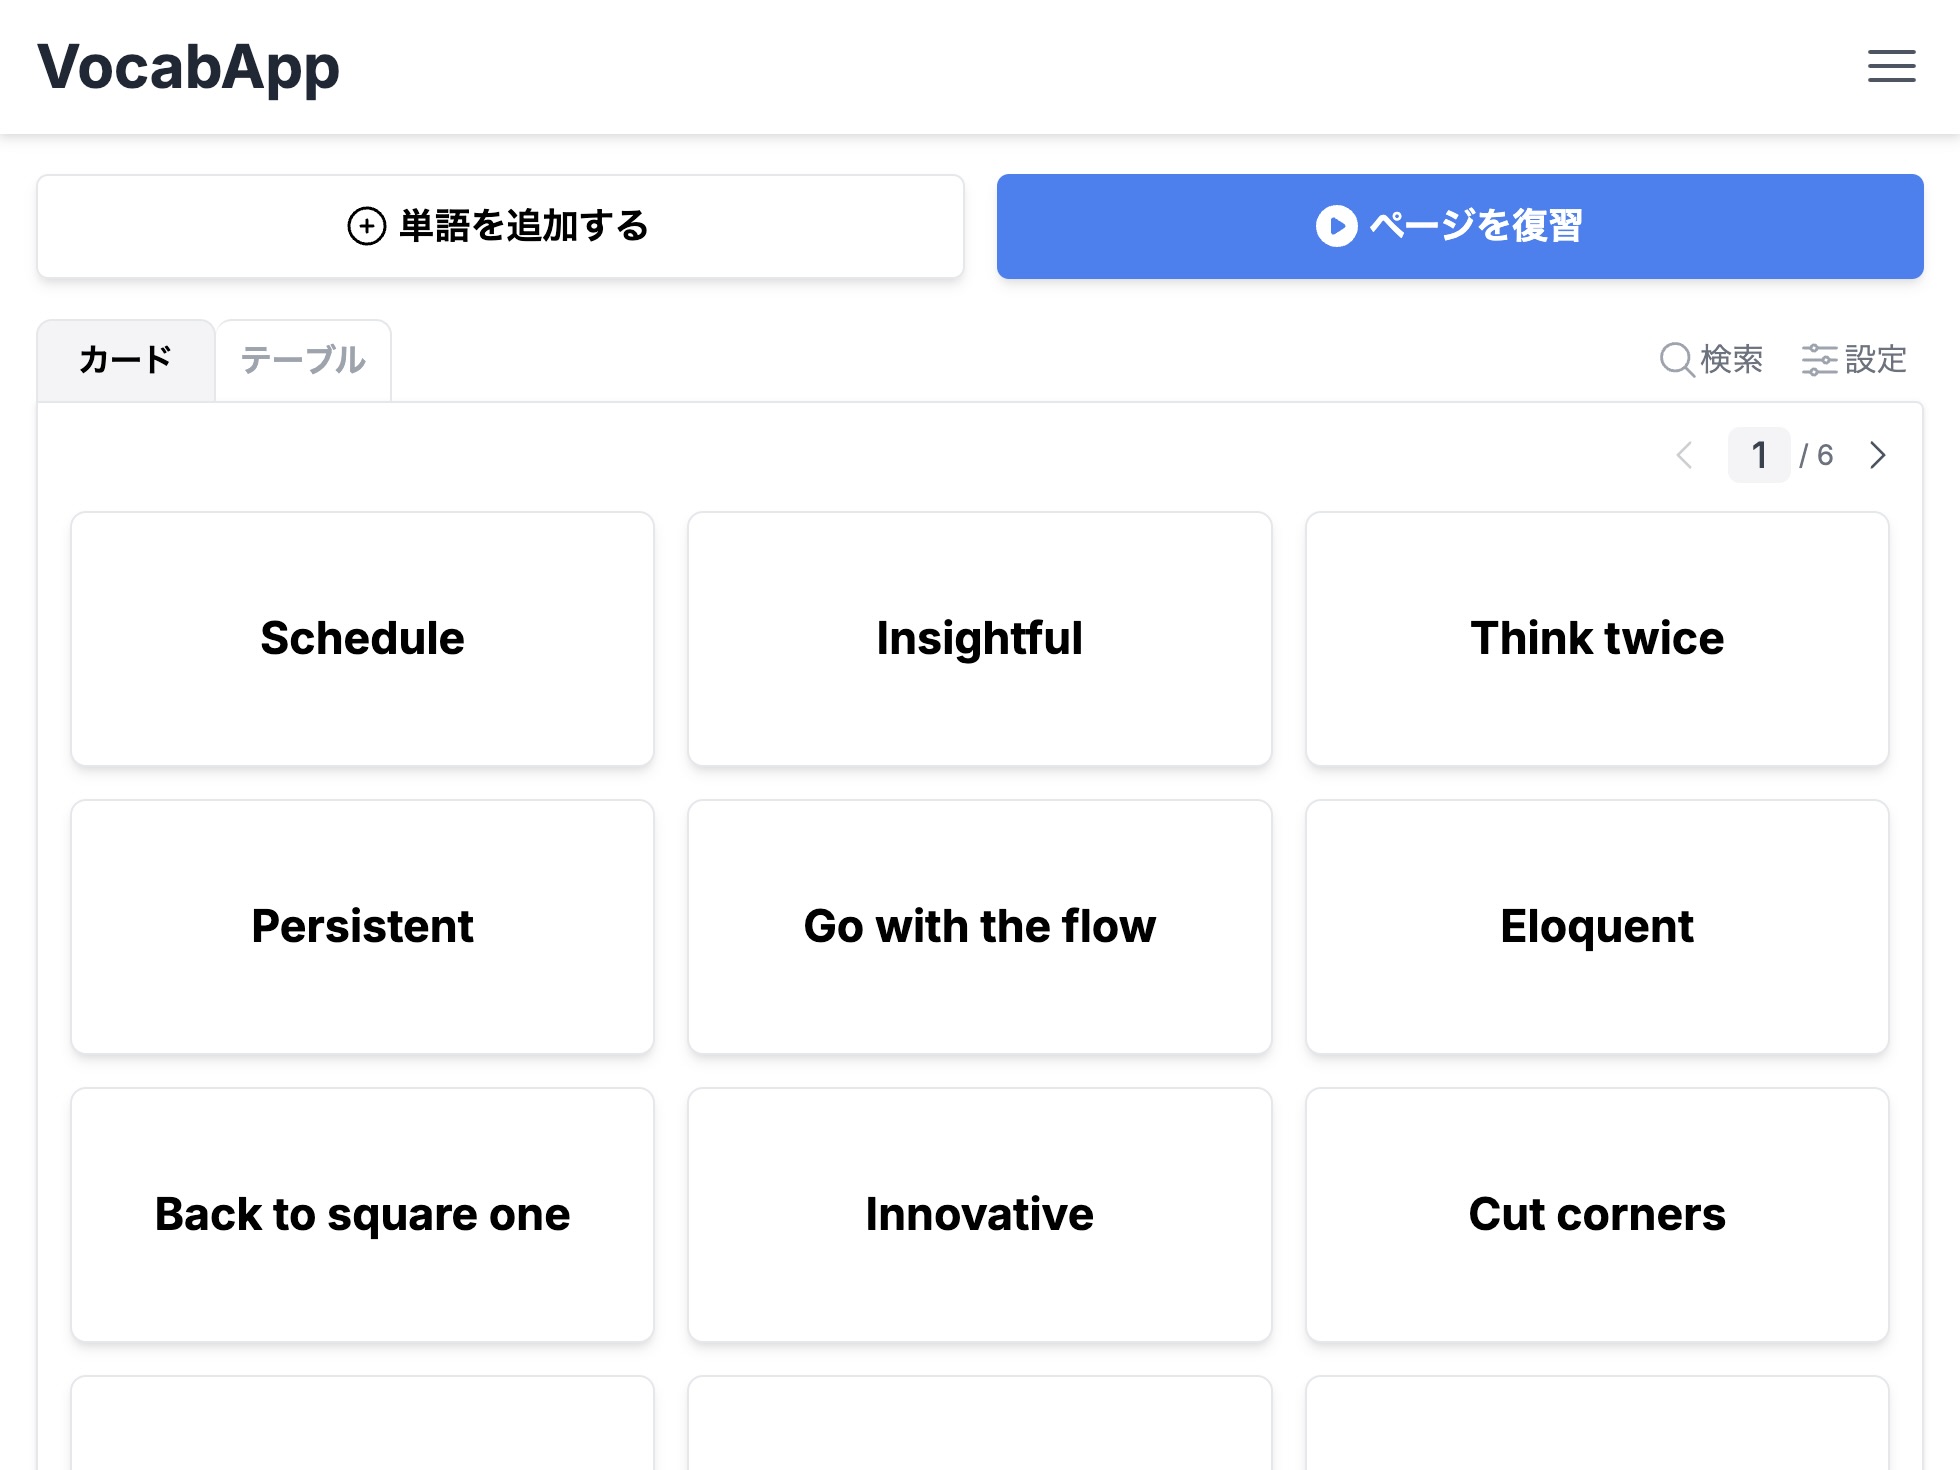 VocabApp
単語を追加する
ページを復習
カード
テーブル
検索
設定
1 / 6
Schedule
Insightful
Think twice
Persistent
Go with the flow
Eloquent
Back to square one
Innovative
Cut corners